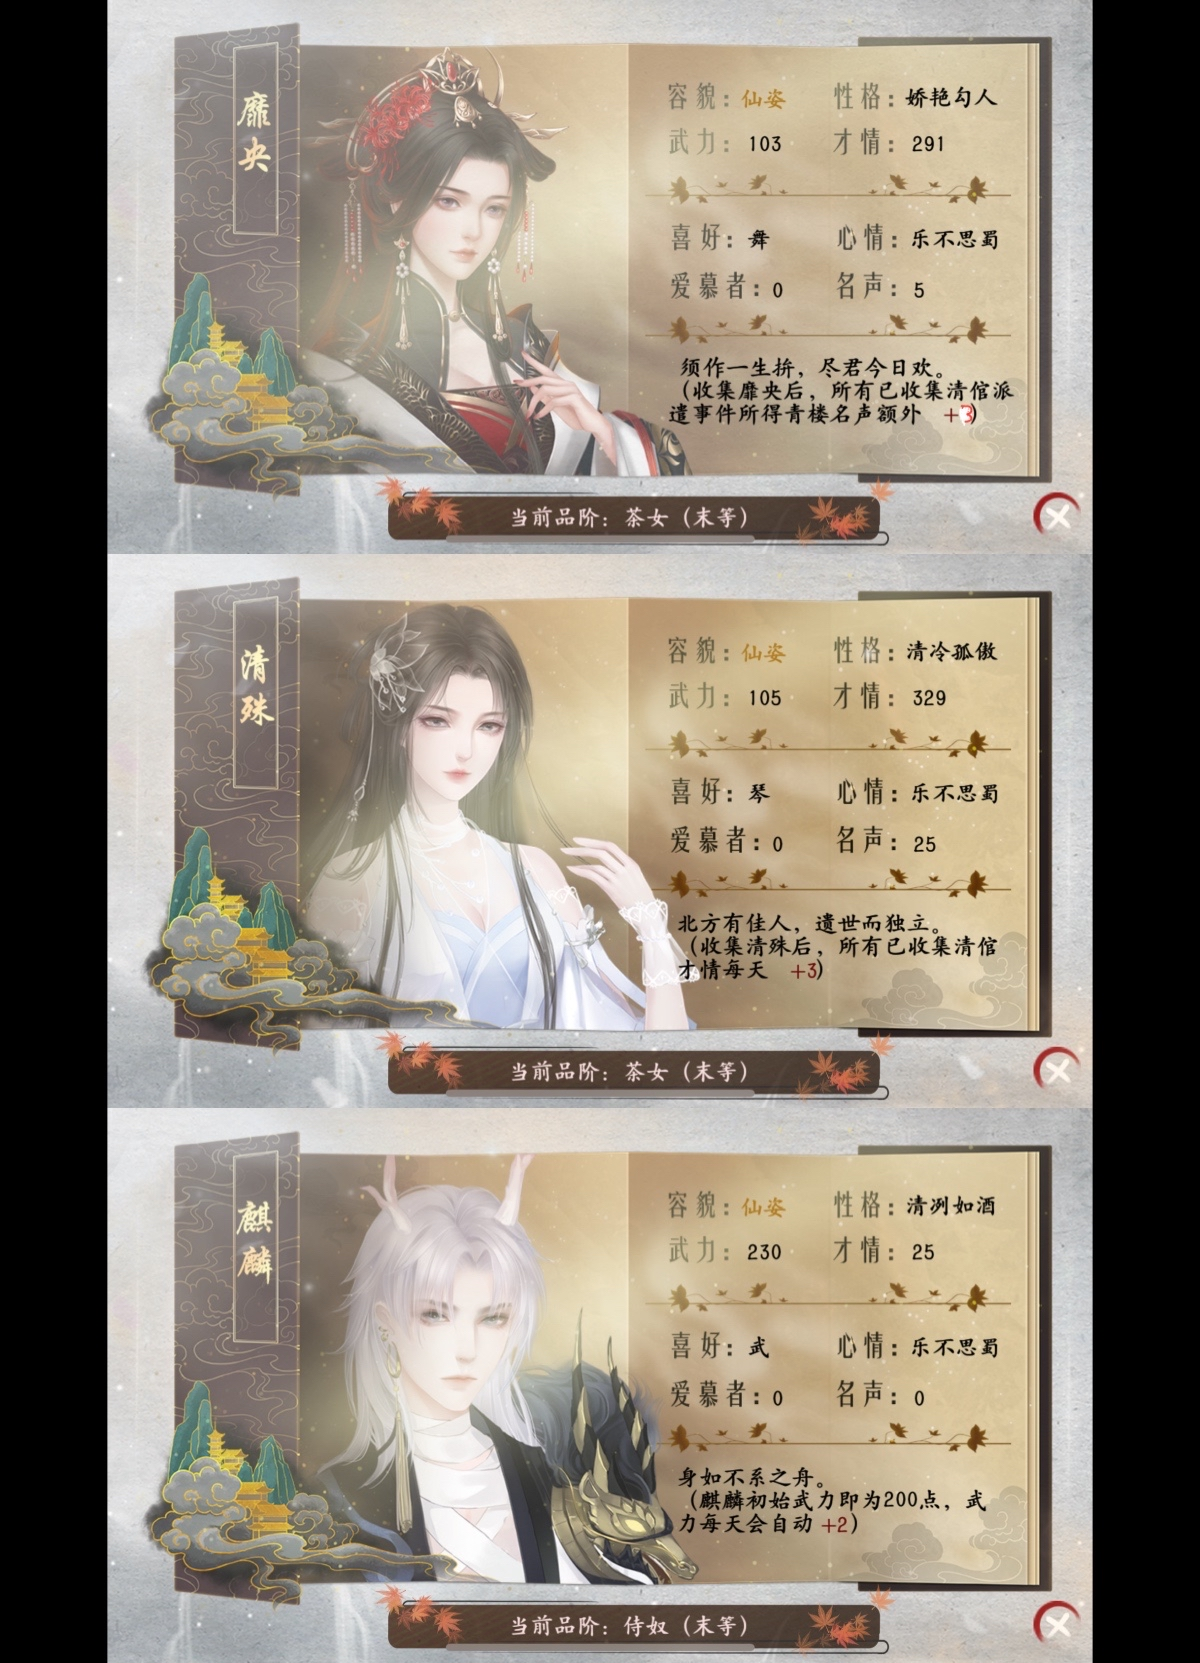 靡央
容貌：仙姿 性格：娇艳勾人
武力：103 才情：291
喜好：舞 心情：乐不思蜀
爱慕者：0 名声：5
须作一生拚，尽君今日欢。
（收集靡央后，所有已收集清倌派
遣事件所得青楼名声额外 +3）
当前品阶：茶女（末等）
清殊
容貌：仙姿 性格：清冷孤傲
武力：105 才情：329
喜好：琴 心情：乐不思蜀
爱慕者：0 名声：25
北方有佳人，遗世而独立。
（收集清殊后，所有已收集清倌
才情每天 +3）
当前品阶：茶女（末等）
麒麟
容貌：仙姿 性格：清冽如酒
武力：230 才情：25
喜好：武 心情：乐不思蜀
爱慕者：0 名声：0
身如不系之舟。
（麒麟初始武力即为200点，武
力每天会自动 +2）
当前品阶：侍奴（末等）